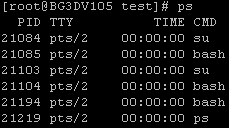 [root@BG3DV105 test]# ps
  PID TTY          TIME CMD
21084 pts/2    00:00:00 su
21085 pts/2    00:00:00 bash
21103 pts/2    00:00:00 su
21104 pts/2    00:00:00 bash
21194 pts/2    00:00:00 bash
21219 pts/2    00:00:00 ps